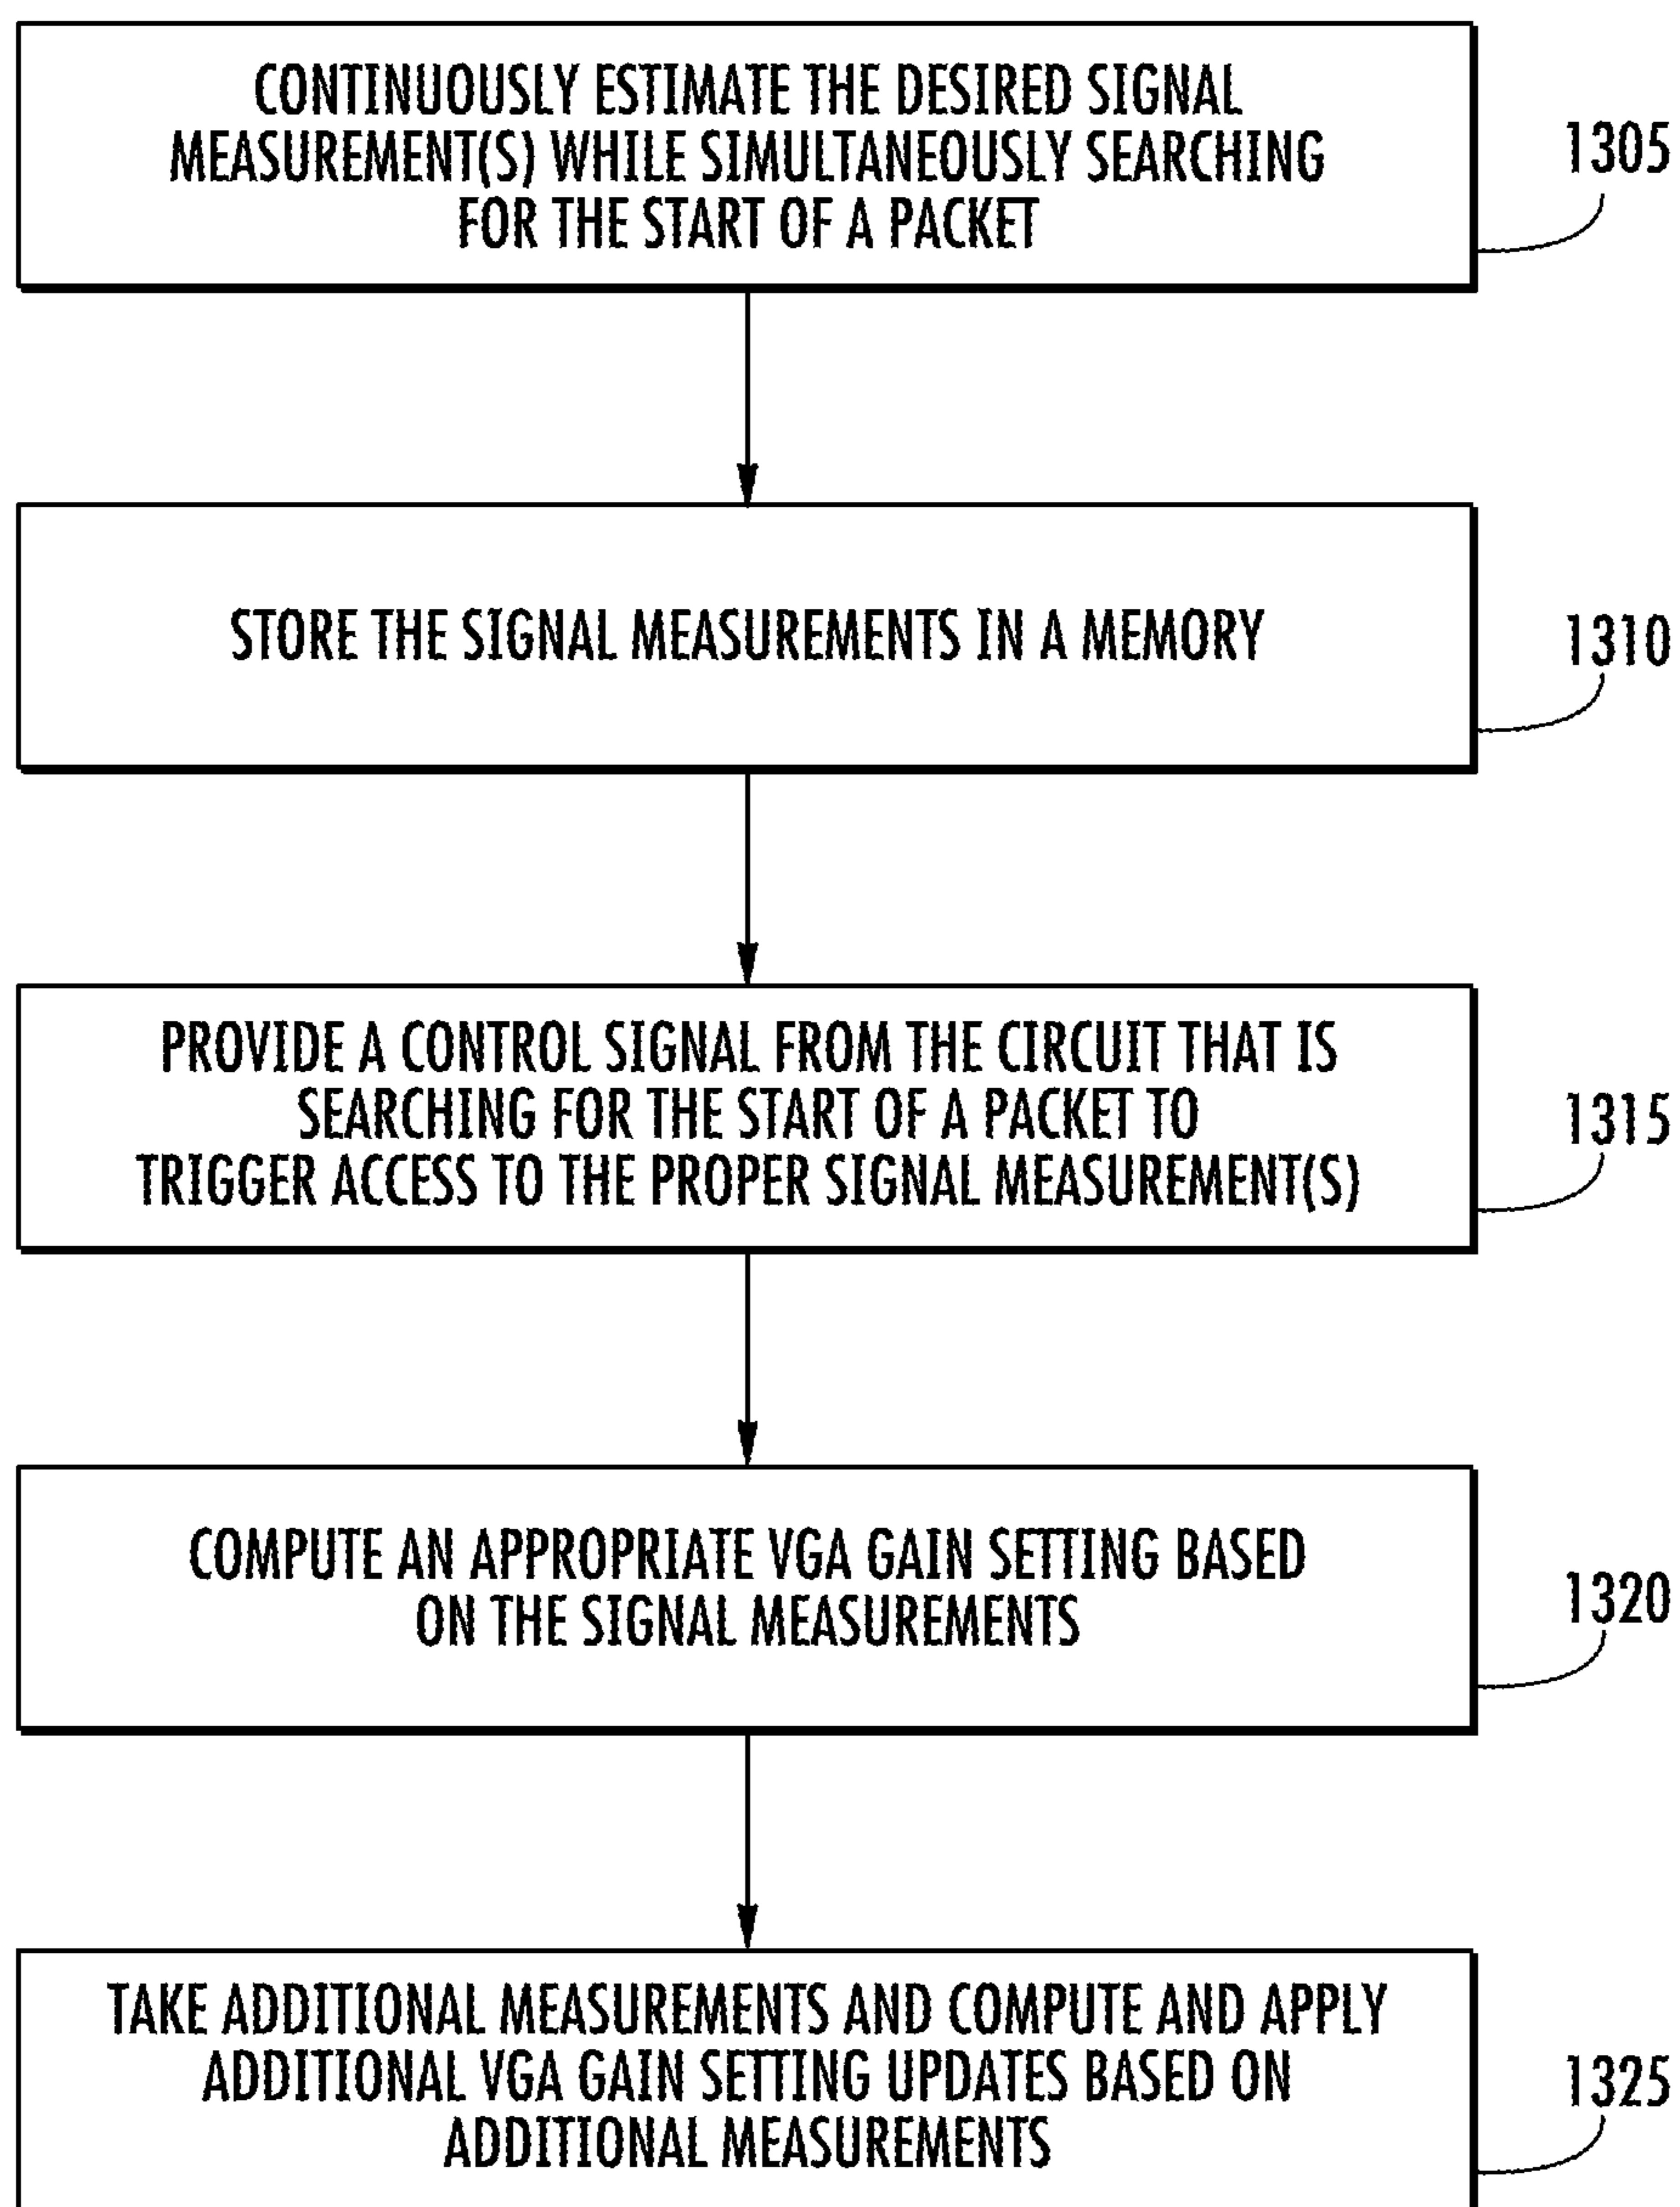 CONTINUOUSLY ESTIMATE THE DESIRED SIGNAL
MEASUREMENT(S) WHILE SIMULTANEOUSLY SEARCHING
FOR THE START OF A PACKET
1305
STORE THE SIGNAL MEASUREMENTS IN A MEMORY
1310
PROVIDE A CONTROL SIGNAL FROM THE CIRCUIT THAT IS
SEARCHING FOR THE START OF A PACKET TO
TRIGGER ACCESS TO THE PROPER SIGNAL MEASUREMENT(S)
1315
COMPUTE AN APPROPRIATE VGA GAIN SETTING BASED
ON THE SIGNAL MEASUREMENTS
1320
TAKE ADDITIONAL MEASUREMENTS AND COMPUTE AND APPLY
ADDITIONAL VGA GAIN SETTING UPDATES BASED ON
ADDITIONAL MEASUREMENTS
1325